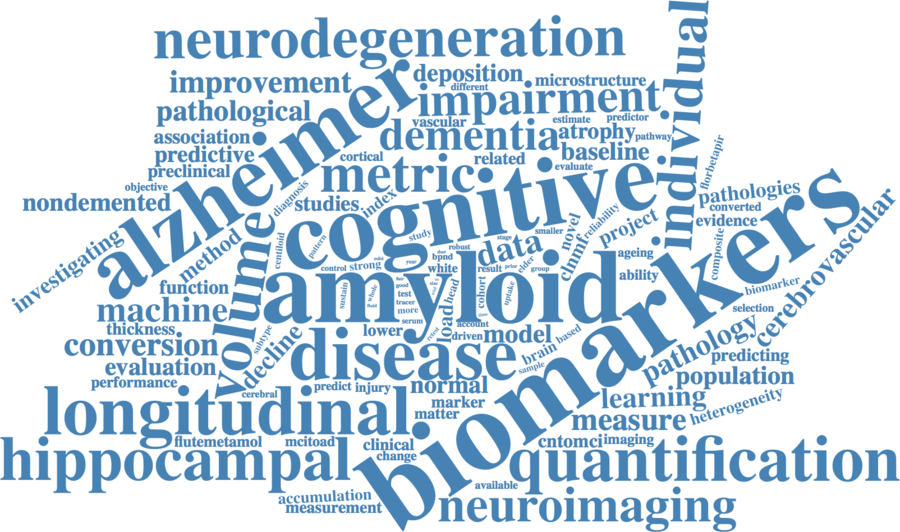 neurodegeneration
individual
alzheimer
improvement
deposition
different
microstructure
pathological
impairment
vascular
estimate
predictor
association
dementia
atrophy
pathway
predictive
cortical
metric
related
baseline
evaluate
preclinical
florbetapir
objective
diagnosis
nondemented
studies
index
cognitive
pathologies
converted
evidence
biomarkers
cerebrovascular
investigating
method
volume
centiloid
pattern
study
robust
stage
smaller
data
novel
reliability
clnmf
project
composite
ageing
control
strong
year
bpnd
white
result
prior
elder
group
ability
function
amyloid
sustain
whole
fluid
good
test
tracer
more
serum
load
head
cohort
uptake
biomarker
selection
machine
thickness
subtype
decline
lower
account
driven
model
brain
based
pathology
predicting
conversion
disease
sample
evaluation
performance
cerebral
predict
injury
normal
population
longitudinal
marker
matter
learning
measure
heterogeneity
flutemetamol
mcitoad
clinical
change
cntomci
imaging
hippocampal
quantification
available
accumulation
measurement
neuroimaging